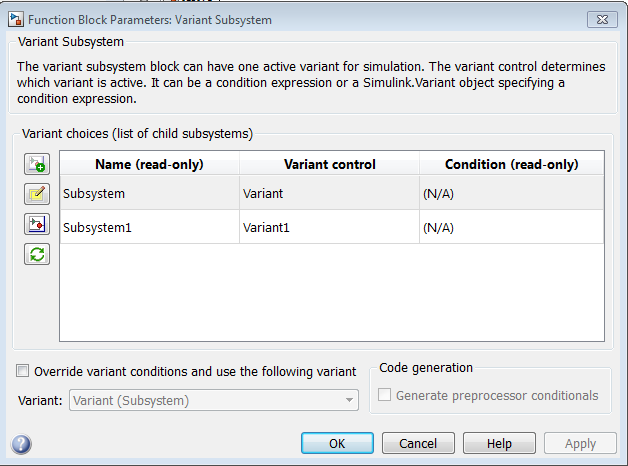 Function Block Parameters: Variant Subsystem
Variant Subsystem
The variant subsystem block can have one active variant for simulation. The variant control determines
which variant is active. It can be a condition expression or a Simulink.Variant object specifying a
condition expression.
Variant choices (list of child subsystems)
Name (read-only) Variant control Condition (read-only)
Subsystem Variant (N/A)
Subsystem1 Variant1 (N/A)
Override variant conditions and use the following variant
Code generation
Variant: Variant (Subsystem)
Generate preprocessor conditionals
OK Cancel Help Apply